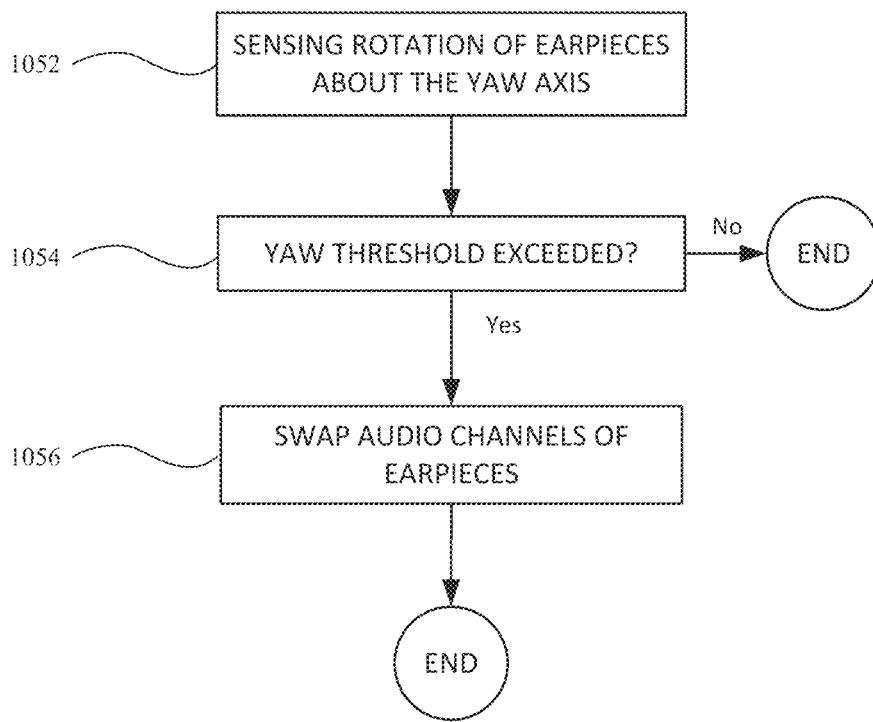 1052
SENSING ROTATION OF EARPIECES
ABOUT THE YAW AXIS
1054
YAW THRESHOLD EXCEEDED?
No
END
Yes
1056
SWAP AUDIO CHANNELS OF
EARPIECES
END